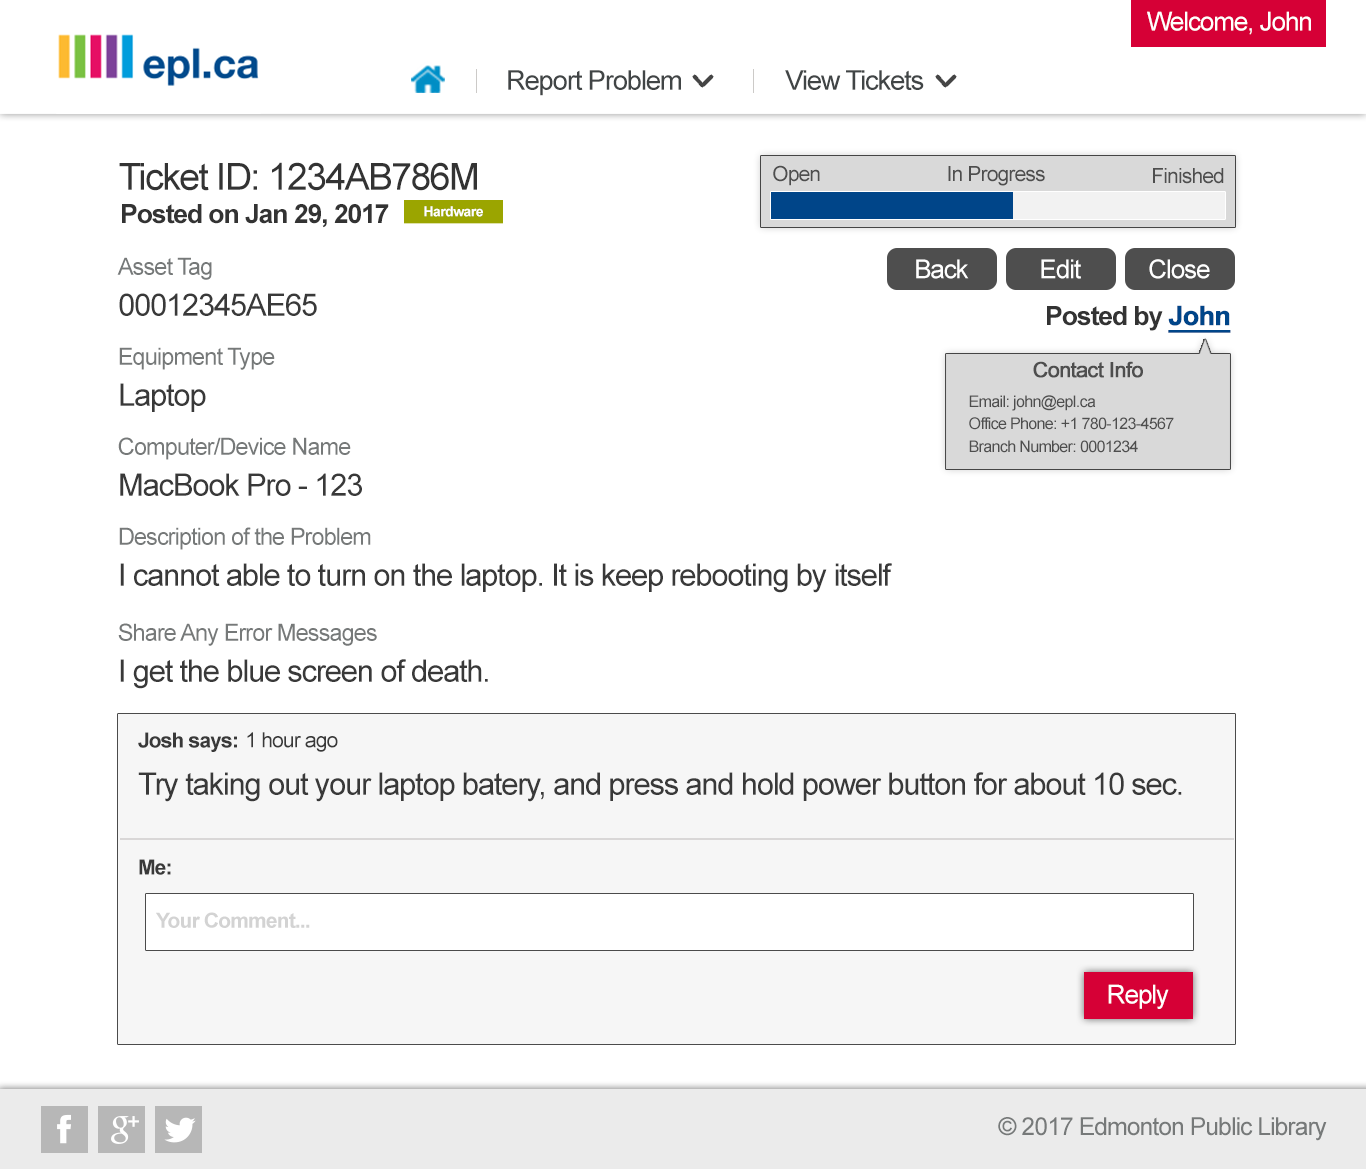 Welcome, John
epl.ca
Report Problem
View Tickets
Ticket ID: 1234AB786M
Posted on Jan 29, 2017
Hardware
Open
In Progress
Finished
Back
Edit
Close
Posted by John
Contact Info
Email: john@epl.ca
Office Phone: +1 780-123-4567
Branch Number: 0001234
Asset Tag
00012345AE65
Equipment Type
Laptop
Computer/Device Name
MacBook Pro - 123
Description of the Problem
I cannot able to turn on the laptop. It is keep rebooting by itself
Share Any Error Messages
I get the blue screen of death.
Josh says: 1 hour ago
Try taking out your laptop batery, and press and hold power button for about 10 sec.
Me:
Your Comment...
Reply
f
g+
© 2017 Edmonton Public Library